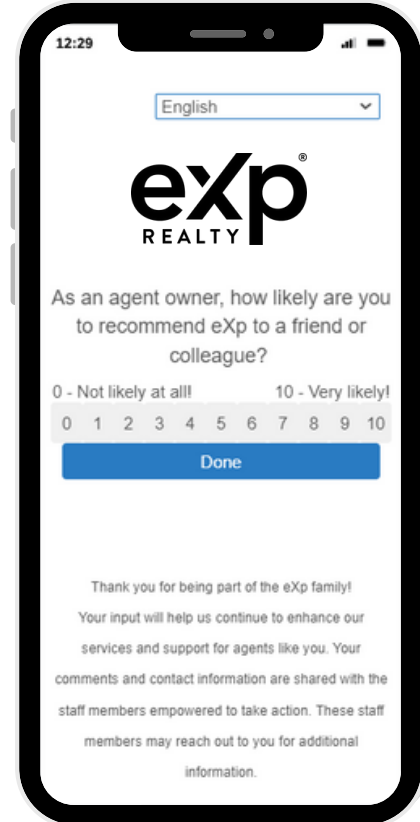 12:29
English
eXp®
REALTY
As an agent owner, how likely are you
to recommend eXp to a friend or
colleague?
0 - Not likely at all! 10 - Very likely!
0 1 2 3 4 5 6 7 8 9 10
Done
Thank you for being part of the eXp family!
Your input will help us continue to enhance our
services and support for agents like you. Your
comments and contact information are shared with the
staff members empowered to take action. These staff
members may reach out to you for additional
information.